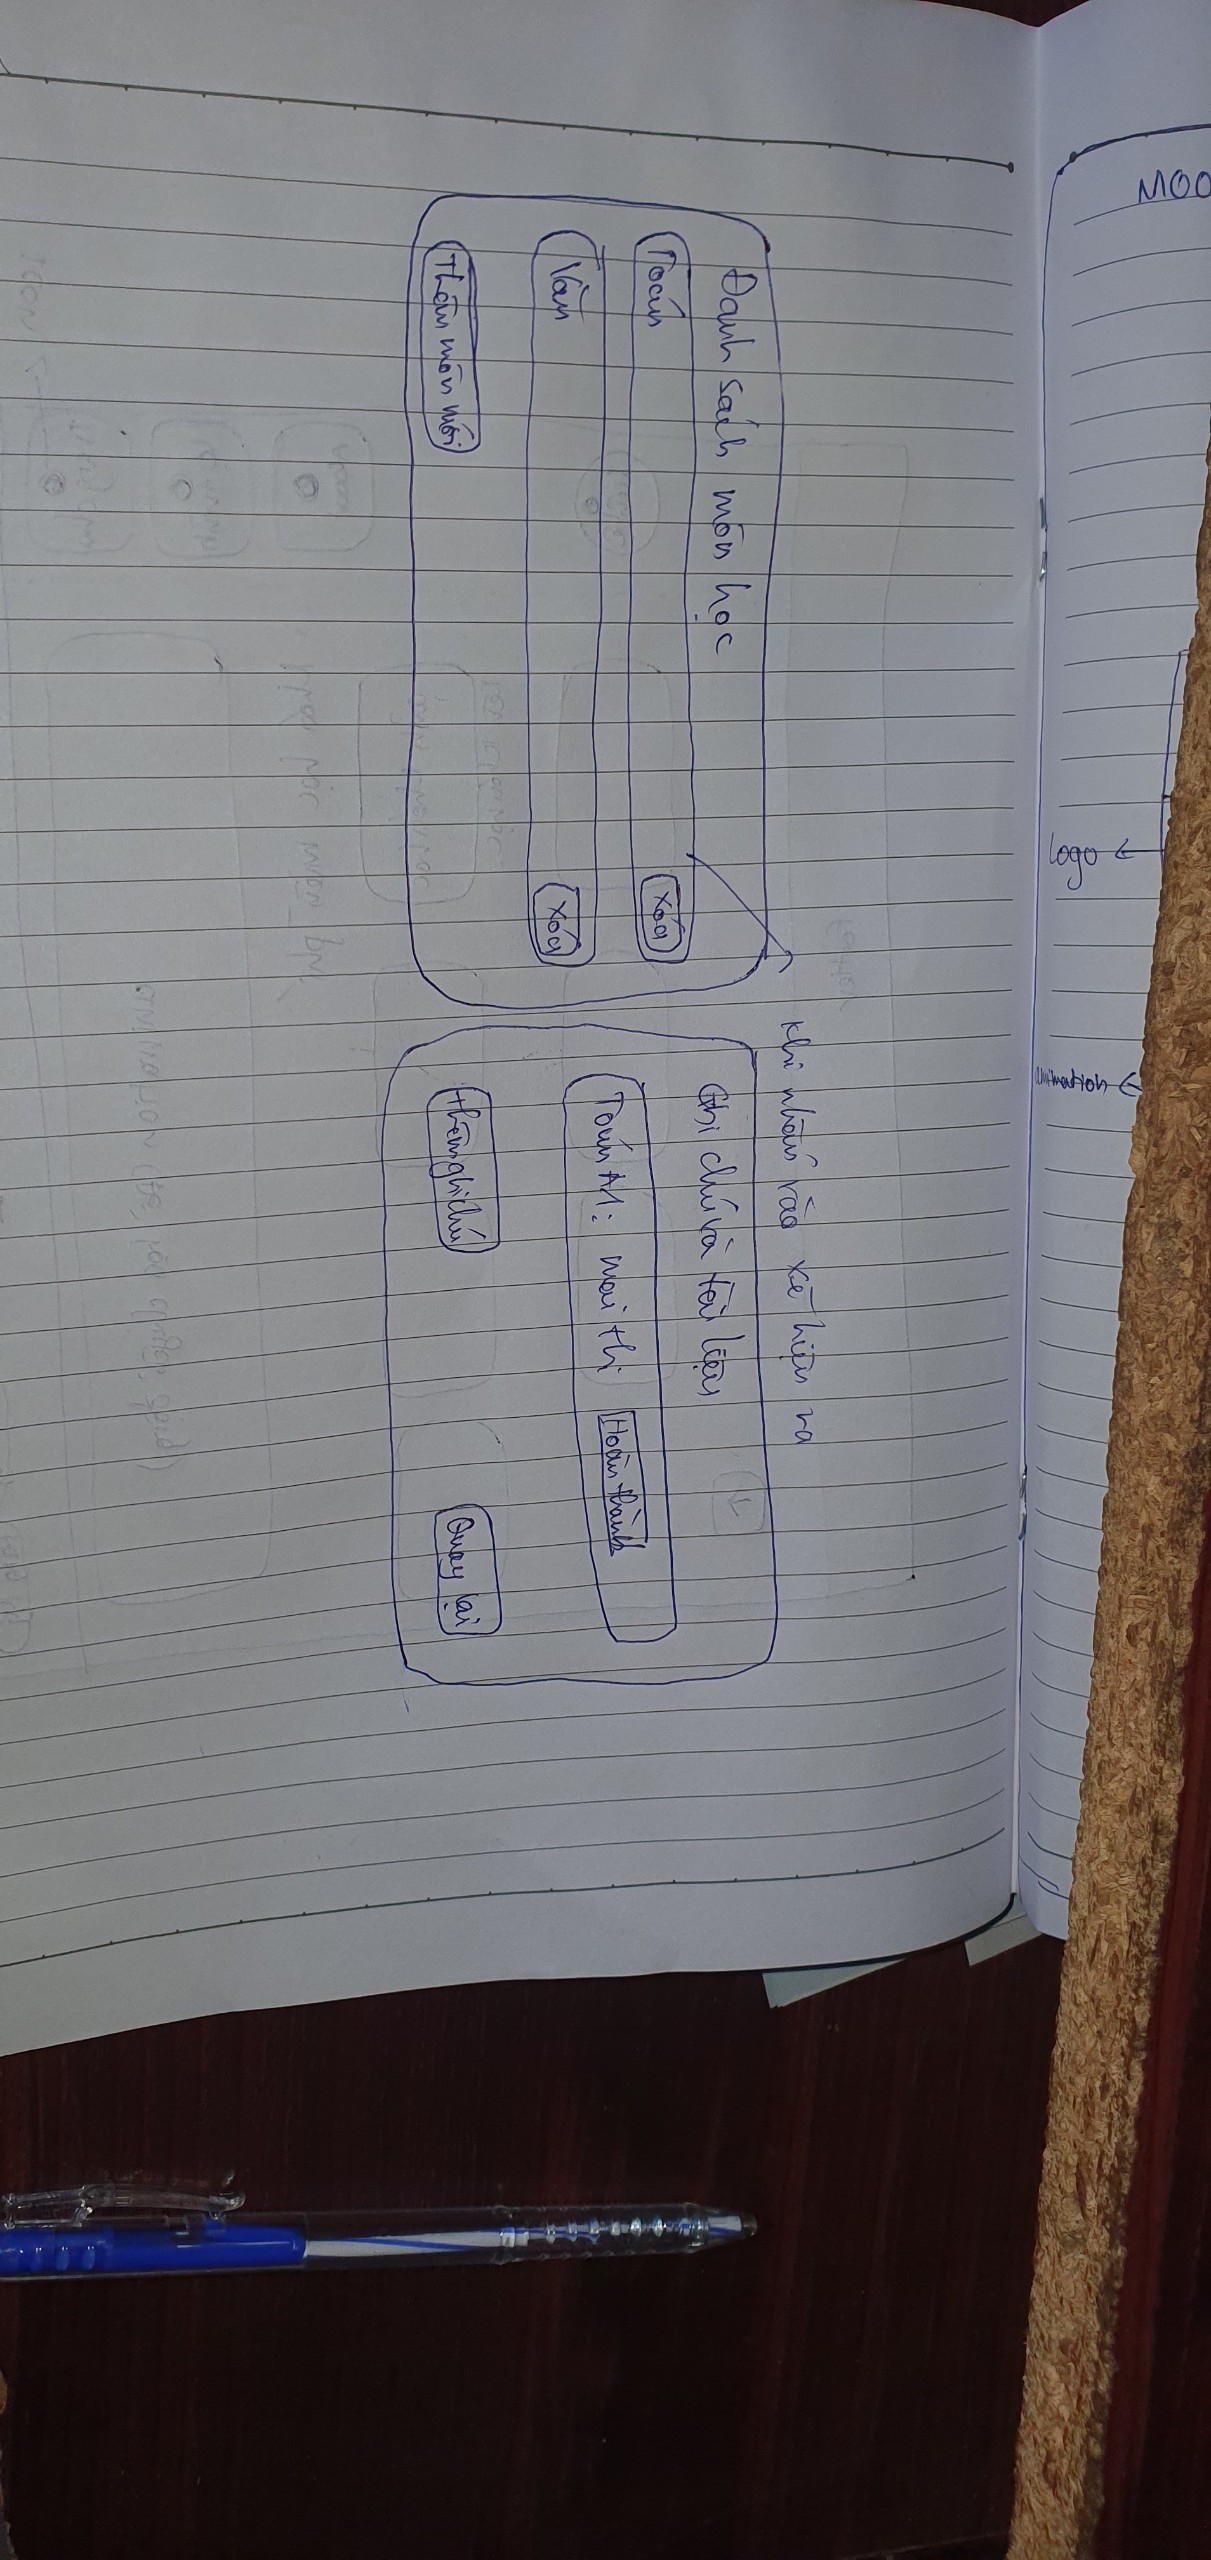 MOO
logo
animation
Khi nhấn vào xẽ hiện ra
Danh sách môn học
Toán
Xóa
Văn
Xóa
Thêm môn mới
Ghi chú và tài liệu
Toán A1: mai thi
Hoàn thành
thêm ghi chú
Quay lại